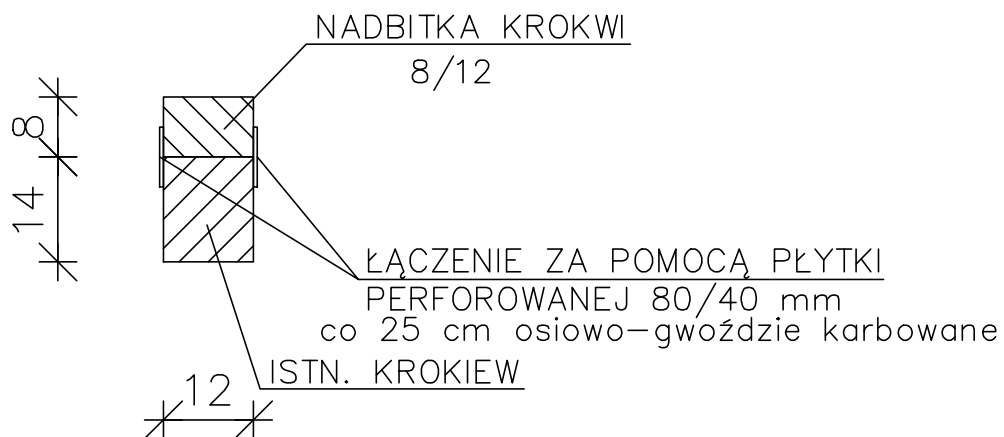 NADBITKA KROKWI
8/12
8
14
ŁĄCZENIE ZA POMOCĄ PŁYTKI
PERFOROWANEJ 80/40 mm
co 25 cm osiowo-gwoździe karbowane
ISTN. KROKIEW
12